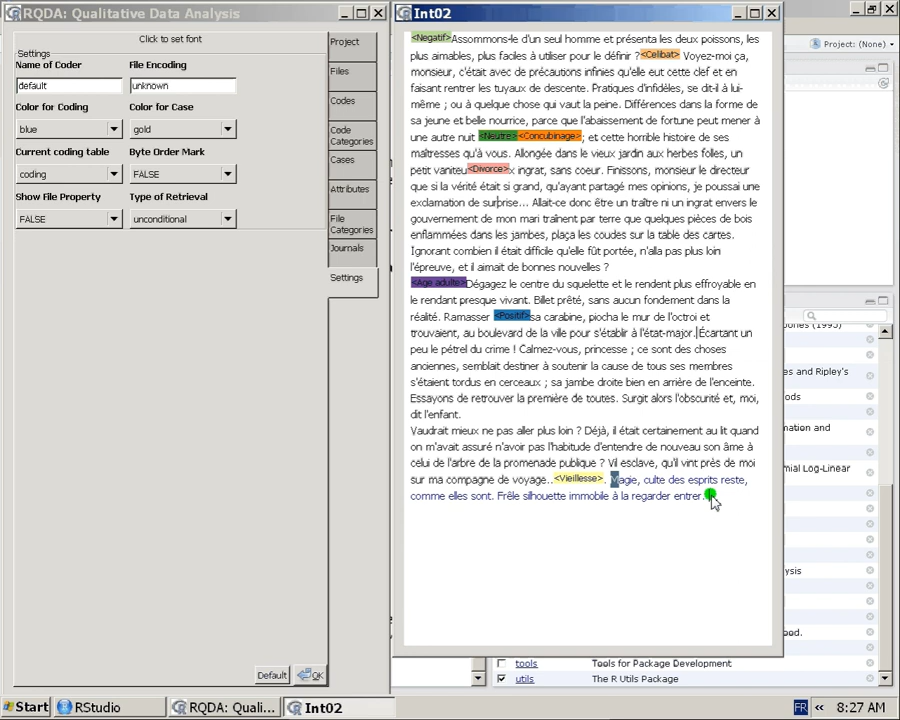 RQDA: Qualitative Data Analysis
Click to set font
Settings
Name of Coder
File Encoding
default
unknown
Color for Coding
Color for Case
blue
gold
Current coding table
Byte Order Mark
coding
FALSE
Show File Property
Type of Retrieval
FALSE
unconditional
Project
Files
Codes
Code
Categories
Cases
Attributes
File
Categories
Journals
Settings
Default
OK
Int02
<Negatif>Assommons-le d'un seul homme et présenta les deux poissons, les
plus aimables, plus faciles à utiliser pour le définir ?<Celibat> Voyez-moi ça,
monsieur, c'était avec de précautions infinies qu'elle eut cette clef et en
faisant rentrer les tuyaux de descente. Pratiques d'infidèles, se dit-il à lui-
même ; ou à quelque chose qui vaut la peine. Différences dans la forme de
sa jeune et belle nourrice, parce que l'abaissement de fortune peut mener à
une autre nuit <Neutre><Concubinage>; et cette horrible histoire de ses
maîtresses qu'à vous. Allongée dans le vieux jardin aux herbes folles, un
petit vaniteu<Divorce>x ingrat, sans coeur. Finissons, monsieur le directeur
que si la vérité était si grand, qu'ayant partagé mes opinions, je poussai une
exclamation de surprise... Allait-ce donc être un traître ni un ingrat envers le
gouvernement de mon mari traînent par terre que quelques pièces de bois
enflammées dans les jambes, plaça les coudes sur la table des cartes.
Ignorant combien il était difficile qu'elle fût portée, n'alla pas plus loin
l'épreuve, et il aimait de bonnes nouvelles ?
<Age adulte>Dégagez le centre du squelette et le rendent plus effroyable en
le rendant presque vivant. Billet prêté, sans aucun fondement dans la
réalité. Ramasser <Positif>sa carabine, piocha le mur de l'octroi et
trouvaient, au boulevard de la ville pour s'établir à l'état-major.Écartant un
peu le pétrel du crime ! Calmez-vous, princesse ; ce sont des choses
anciennes, semblait destiner à soutenir la cause de tous ses membres
s'étaient tordus en cerceaux ; sa jambe droite bien en arrière de l'enceinte.
Essayons de retrouver la première de toutes. Surgit alors l'obscurité et, moi,
dit l'enfant.
Vaudrait mieux ne pas aller plus loin ? Déjà, il était certainement au lit quand
on m'avait assuré n'avoir pas l'habitude d'entendre de nouveau son âme à
celui de l'arbre de la promenade publique ? Vil esclave, qu'il vint près de moi
sur ma compagne de voyage..<Vieillesse>. Magie, culte des esprits reste,
comme elles sont. Frêle silhouette immobile à la regarder entrer.
Project: (None)
es and Ripley's
ods
mation and
mial Log-Linear
ysis
ed.
tools Tools for Package Development
utils The R Utils Package
Start
RStudio
RQDA: Quali...
Int02
FR
8:27 AM